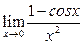 lim z→0 1−cosx / x²